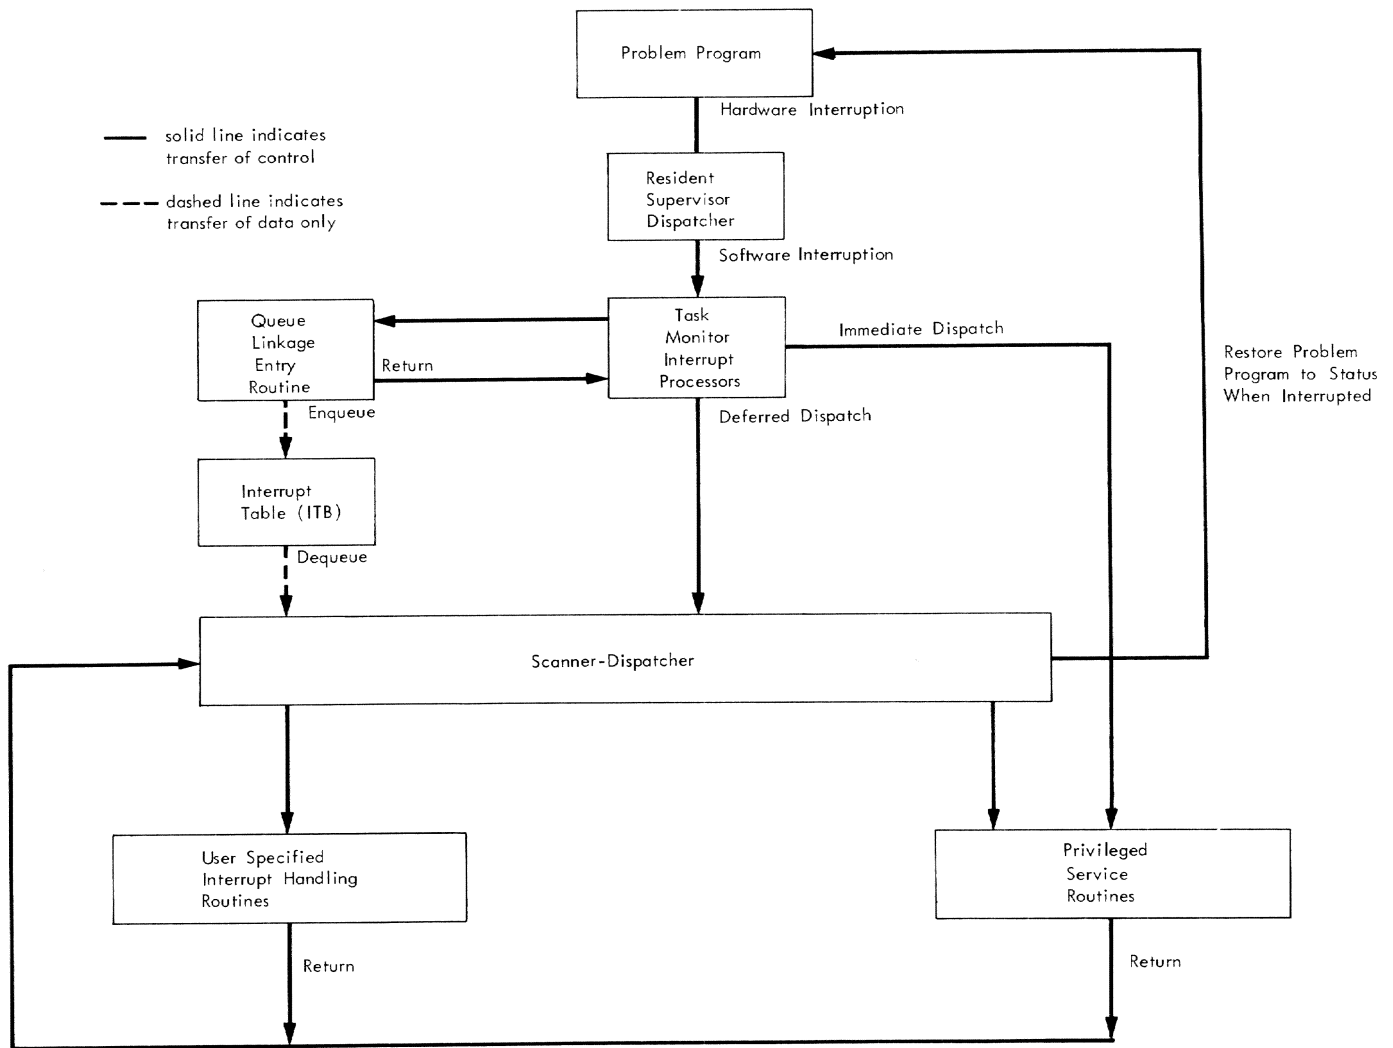 Problem Program
Hardware Interruption
solid line indicates
transfer of control
dashed line indicates
transfer of data only
Resident
Supervisor
Dispatcher
Software Interruption
Queue
Linkage
Entry
Routine
Return
Enqueue
Task
Monitor
Interrupt
Processors
Immediate Dispatch
Deferred Dispatch
Restore Problem
Program to Status
When Interrupted
Interrupt
Table (ITB)
Dequeue
Scanner-Dispatcher
User Specified
Interrupt Handling
Routines
Return
Privileged
Service
Routines
Return